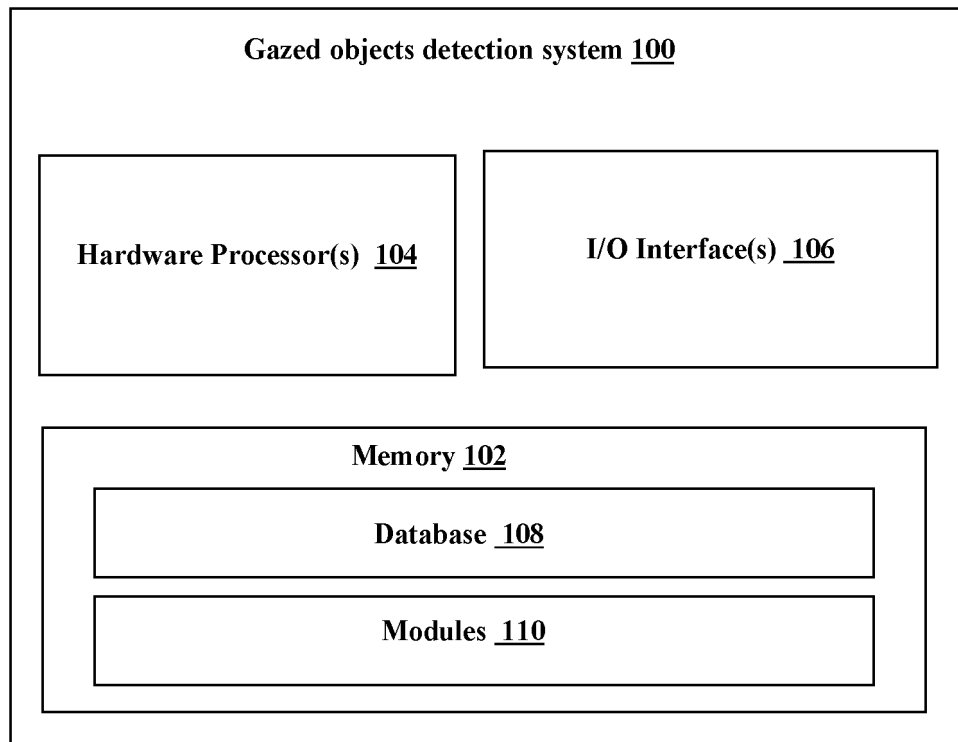 Gazed objects detection system 100
Hardware Processor(s) 104
I/O Interface(s) 106
Memory 102
Database 108
Modules 110